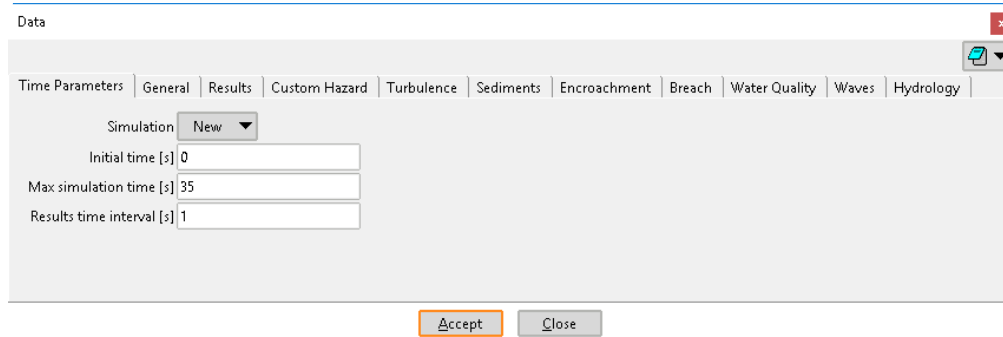 Data
Time Parameters General Results Custom Hazard Turbulence Sediments Encroachment Breach Water Quality Waves Hydrology
Simulation New
Initial time [s] 0
Max simulation time [s] 35
Results time interval [s] 1
Accept Close